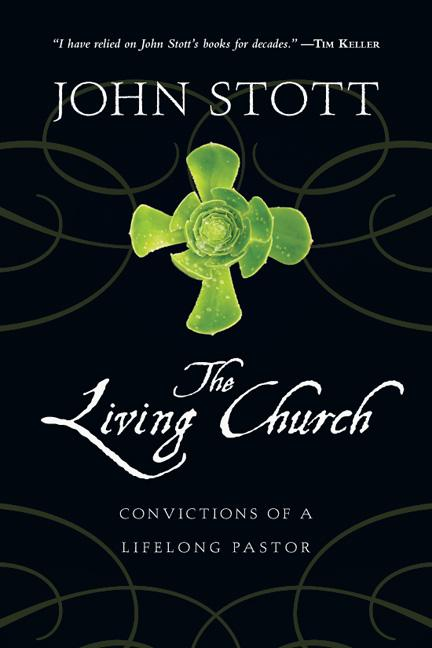 “I have relied on John Stott’s books for decades.” —TIM KELLER
JOHN STOTT
The
Living Church
CONVICTIONS OF A
LIFELONG PASTOR